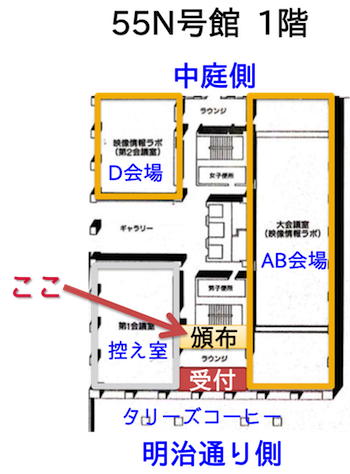 55N号館 1階
中庭側
ラウンジ
映像情報ラボ
(第2会議室)
D会場
女子便所
ギャラリー
大会議室
(映像情報ラボ)
AB会場
ここ
男子便所
第1会議室
控え室
頒布
ラウンジ
受付
タリーズコーヒー
明治通り側